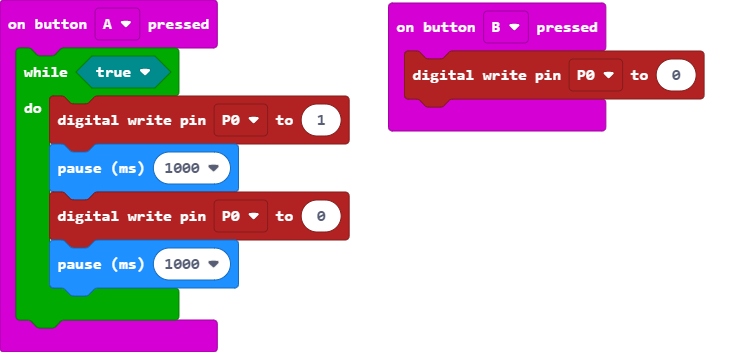 on button A pressed
while true
do
digital write pin P0 to 1
pause (ms) 1000
digital write pin P0 to 0
pause (ms) 1000
on button B pressed
digital write pin P0 to 0